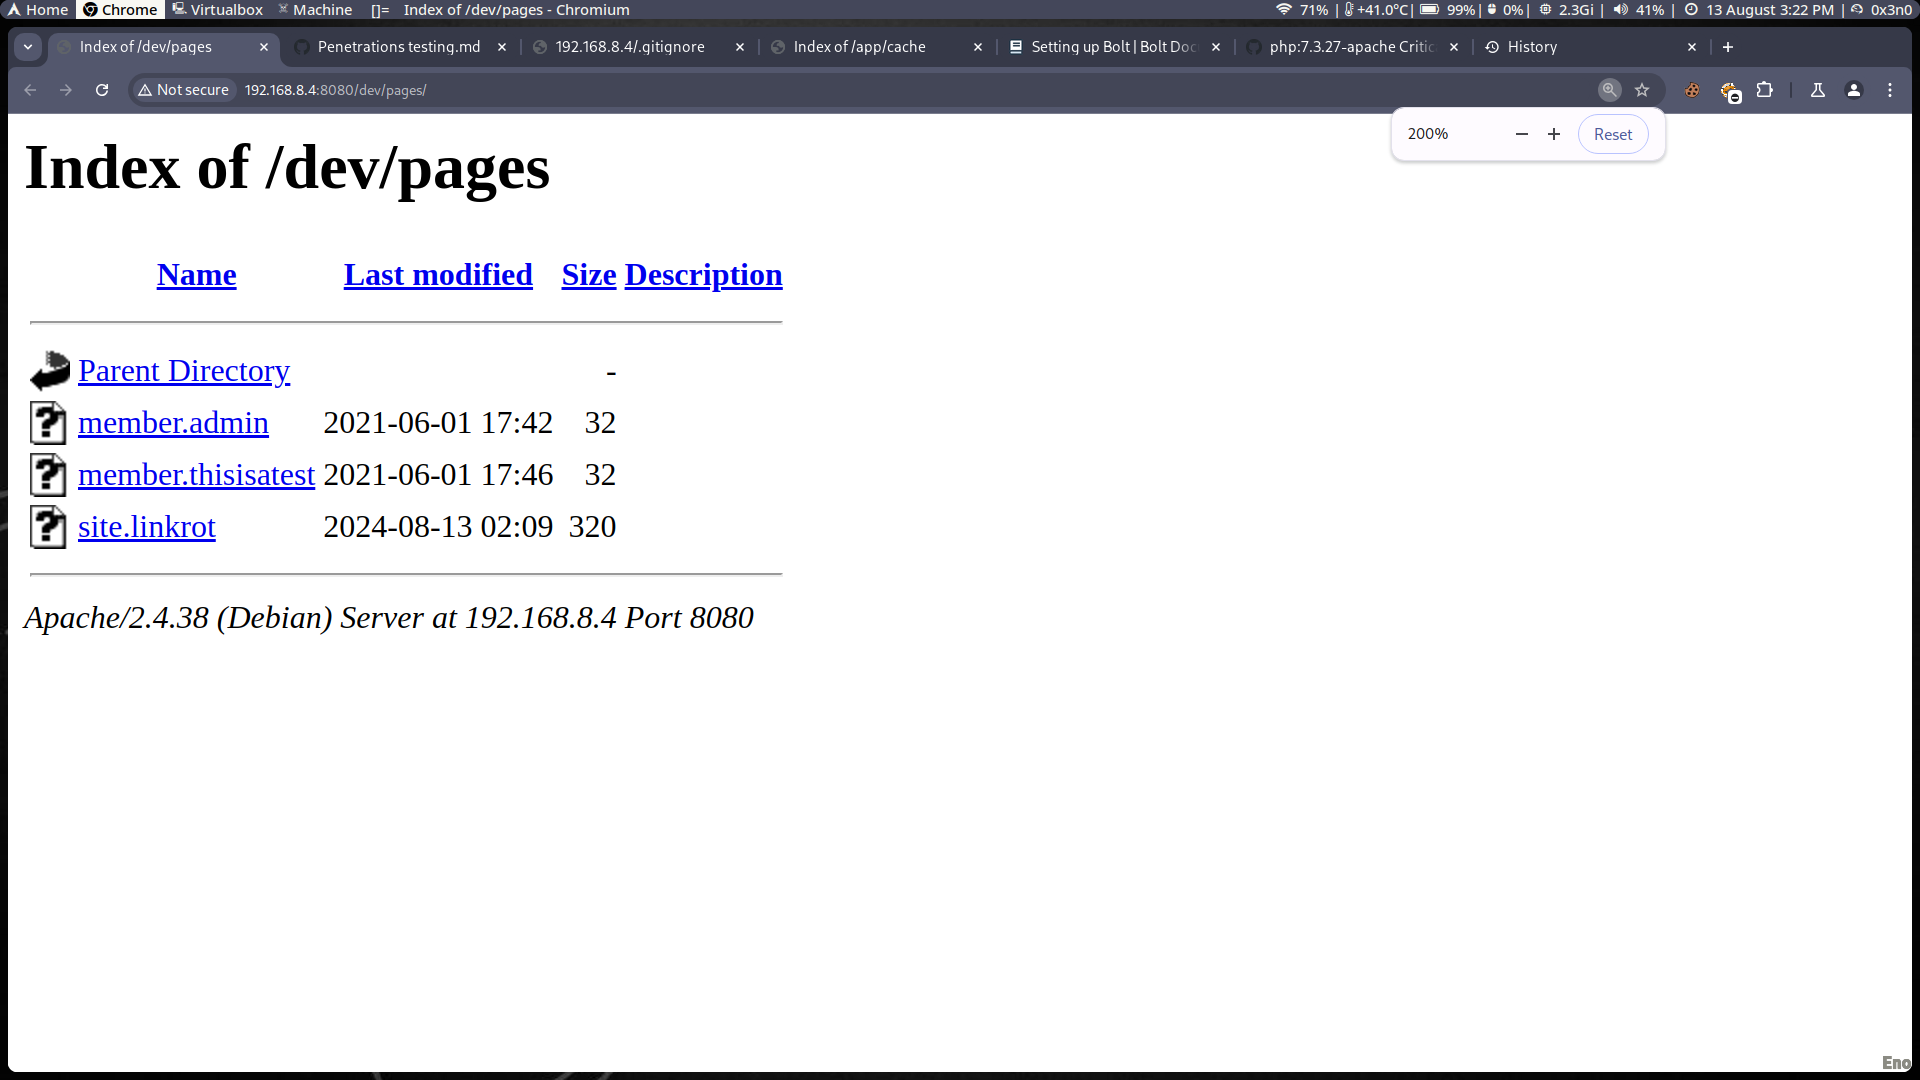 Home Chrome Virtualbox Machine []= Index of /dev/pages - Chromium 71% | +41.0°C| 99%| 0%| 2.3Gi | 41% | 13 August 3:22 PM | 0x3n0
Index of /dev/pages Penetrations testing.md 192.168.8.4/.gitignore Index of /app/cache Setting up Bolt | Bolt Doc php:7.3.27-apache Critic History
Not secure 192.168.8.4:8080/dev/pages/
200% Reset
Index of /dev/pages
Name Last modified Size Description
Parent Directory -
member.admin 2021-06-01 17:42 32
member.thisisatest 2021-06-01 17:46 32
site.linkrot 2024-08-13 02:09 320
Apache/2.4.38 (Debian) Server at 192.168.8.4 Port 8080
Eno